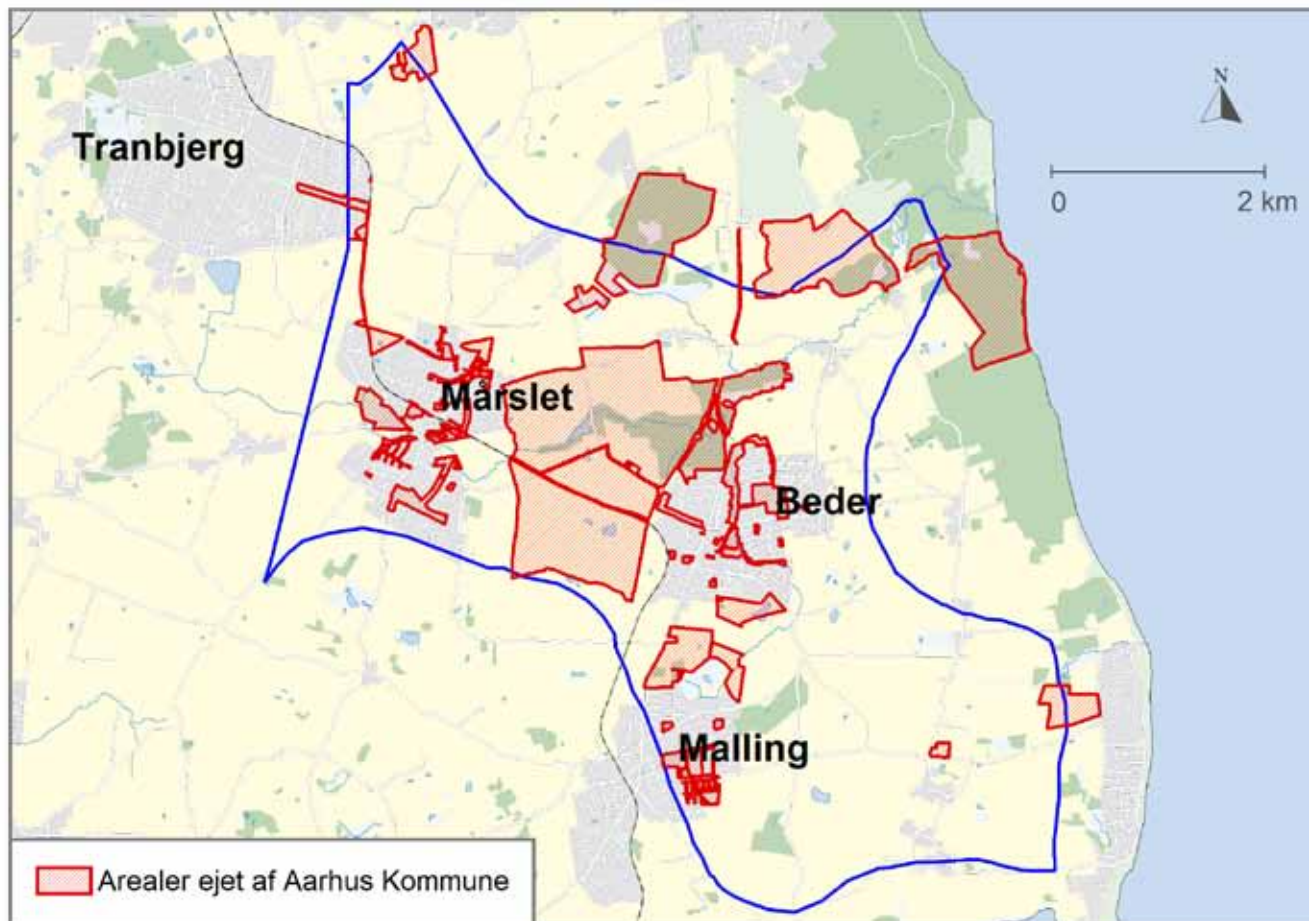 N
Tranbjerg
0 2 km
Mårslet
Beder
Malling
Arealer ejet af Aarhus Kommune